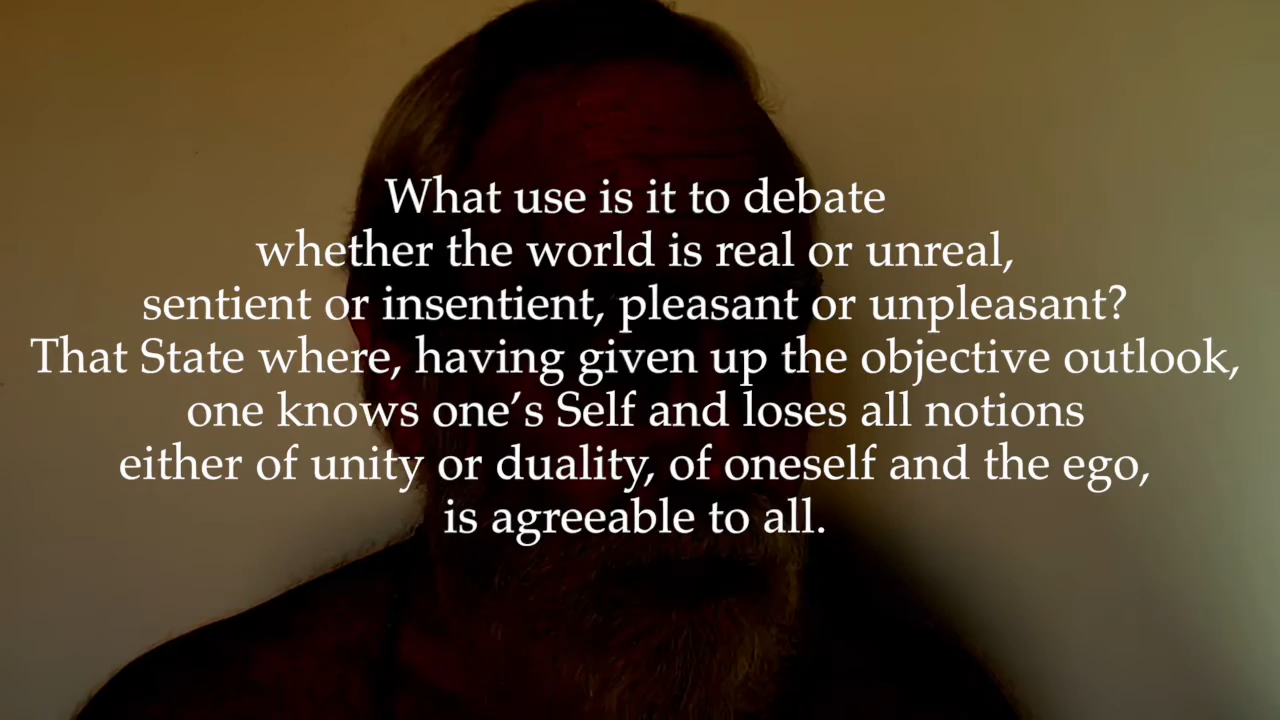 What use is it to debate
whether the world is real or unreal,
sentient or insentient, pleasant or unpleasant?
That State where, having given up the objective outlook,
one knows one’s Self and loses all notions
either of unity or duality, of oneself and the ego,
is agreeable to all.